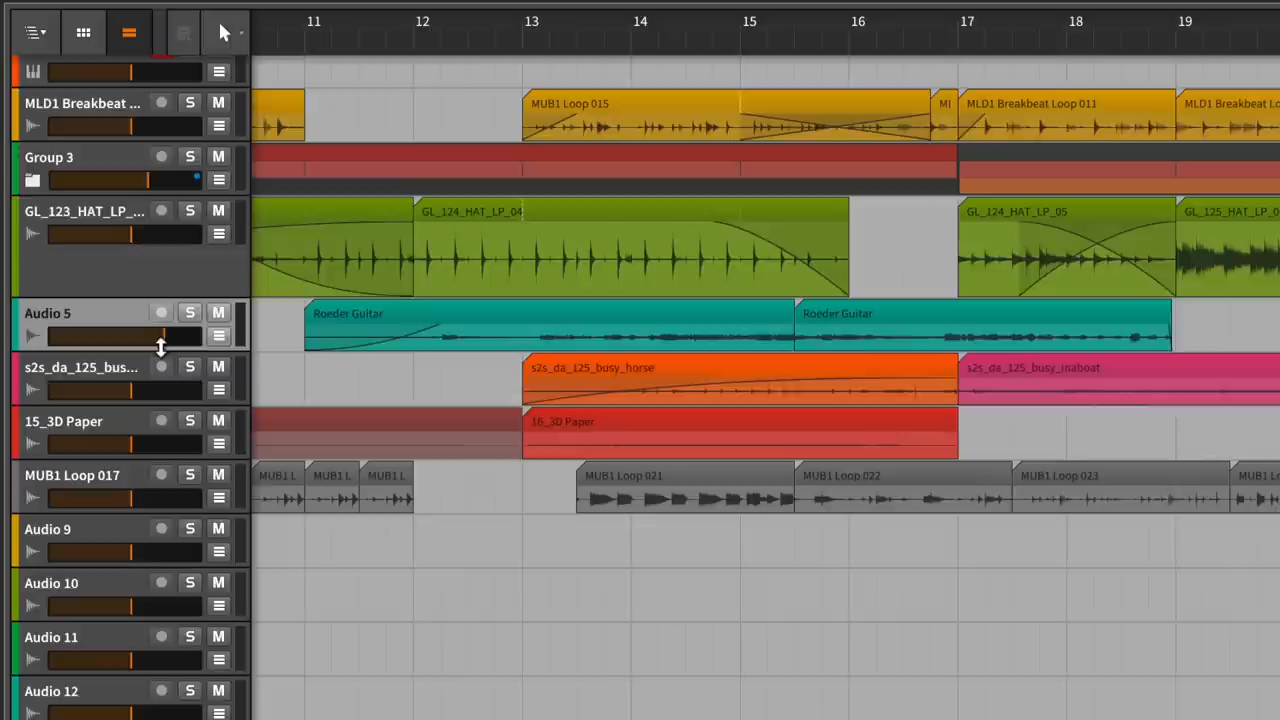 11 12 13 14 15 16 17 18 19
MLD1 Breakbeat ... S M
MUB1 Loop 015
MLD1 Breakbeat Loop 011
MLD1 Breakbeat Lo
Group 3 S M
GL_123_HAT_LP_... S M
GL_124_HAT_LP_04
GL_124_HAT_LP_05
GL_125_HAT_LP_0
Audio 5 S M
Roeder Guitar
Roeder Guitar
s2s_da_125_bus... S M
s2s_da_125_busy_horse
s2s_da_125_busy_inaboat
15_3D Paper S M
16_3D Paper
MUB1 Loop 017 S M
MUB1 L
MUB1 L
MUB1 L
MUB1 Loop 021
MUB1 Loop 022
MUB1 Loop 023
MUB1 Lo
Audio 9 S M
Audio 10 S M
Audio 11 S M
Audio 12 S M